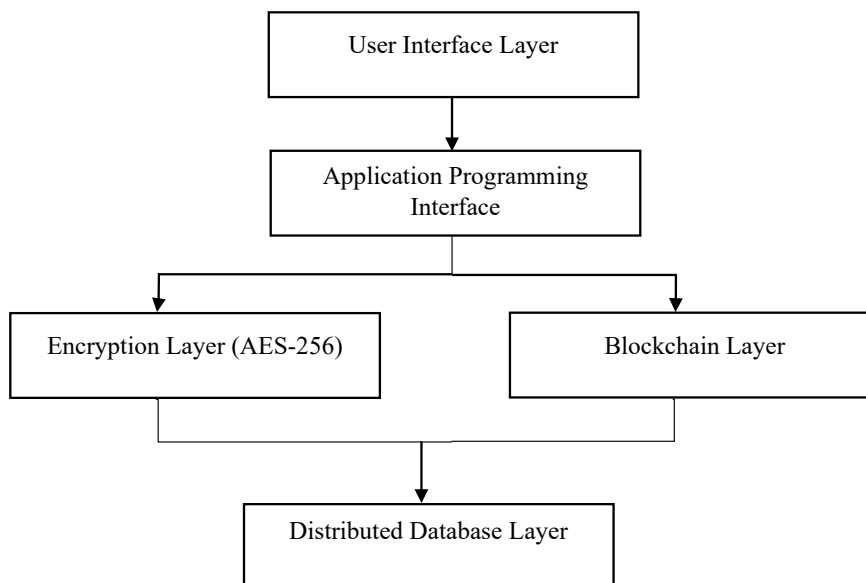 User Interface Layer
Application Programming
Interface
Encryption Layer (AES-256)
Blockchain Layer
Distributed Database Layer